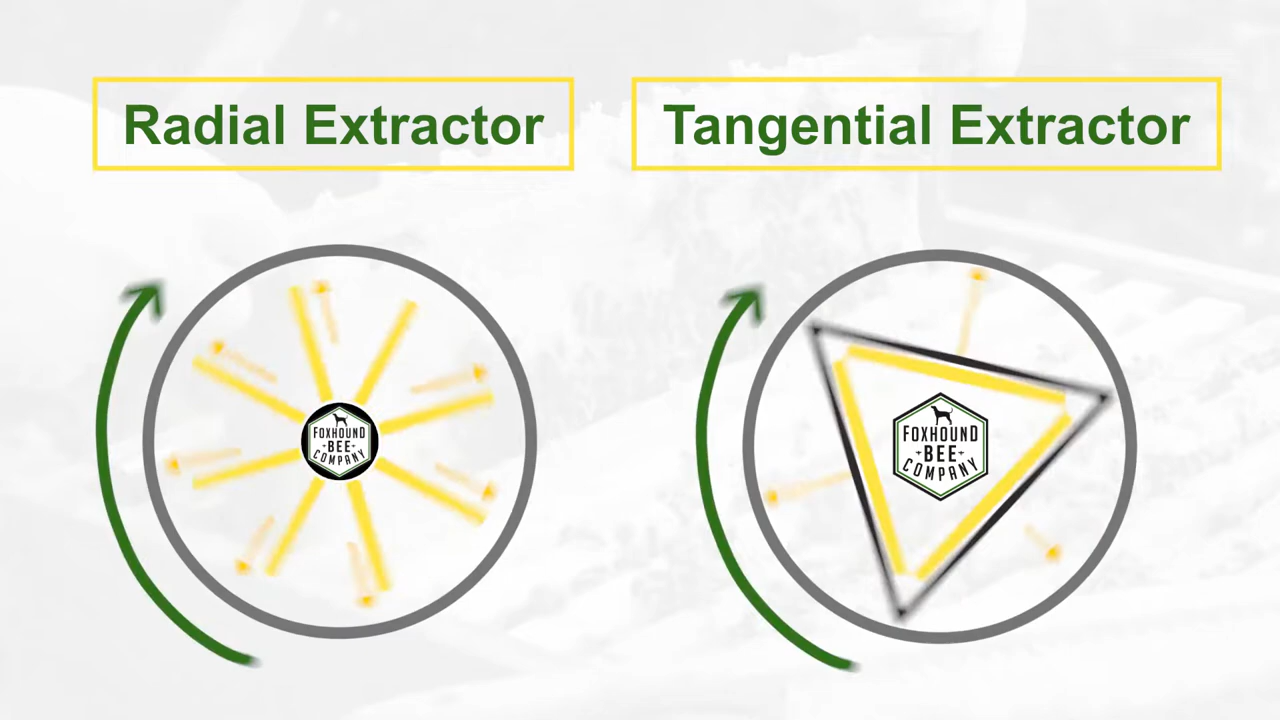 Radial Extractor
Tangential Extractor
FOXHOUND
BEE
COMPANY
FOXHOUND
BEE
COMPANY